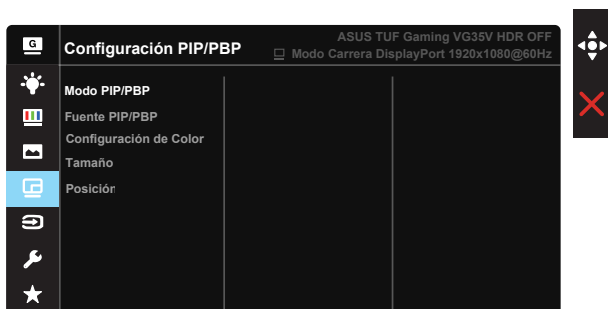 G
Configuración PIP/PBP
ASUS TUF Gaming VG35V HDR OFF
Modo Carrera DisplayPort 1920x1080@60Hz
Modo PIP/PBP
Fuente PIP/PBP
Configuración de Color
Tamaño
Posición